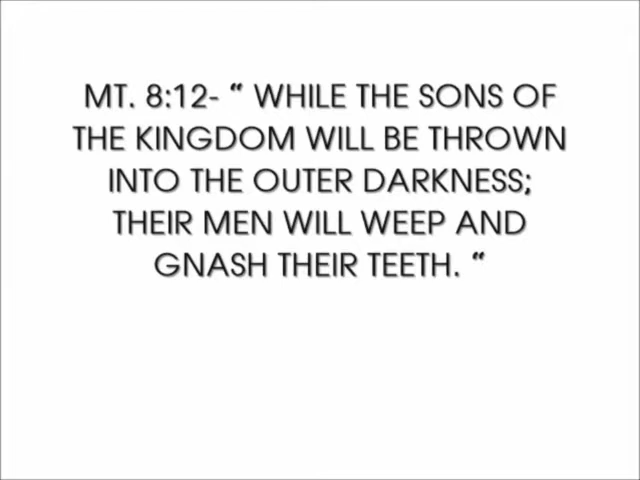 MT. 8:12- “ WHILE THE SONS OF
THE KINGDOM WILL BE THROWN
INTO THE OUTER DARKNESS;
THEIR MEN WILL WEEP AND
GNASH THEIR TEETH. “